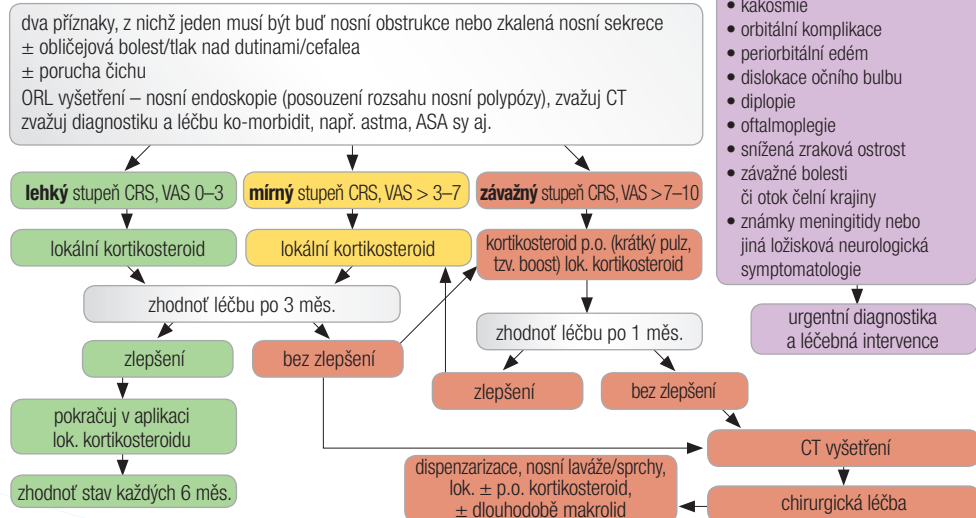 dva příznaky, z nichž jeden musí být buď nosní obstrukce nebo zkalená nosní sekrece
± obličejová bolest/tlak nad dutinami/cefalea
± porucha čichu
ORL vyšetření – nosní endoskopie (posouzení rozsahu nosní polypózy), zvažuj CT
zvažuj diagnostiku a léčbu ko-morbidit, např. astma, ASA sy aj.
lehký stupeň CRS, VAS 0–3
mírný stupeň CRS, VAS > 3–7
závažný stupeň CRS, VAS >7–10
lokální kortikosteroid
lokální kortikosteroid
kortikosteroid p.o. (krátký pulz,
tzv. boost) lok. kortikosteroid
zhodnoť léčbu po 3 měs.
zhodnoť léčbu po 1 měs.
zlepšení
bez zlepšení
zlepšení
bez zlepšení
pokračuj v aplikaci
lok. kortikosteroidu
zhodnoť stav každých 6 měs.
CT vyšetření
chirurgická léčba
dispenzarizace, nosní laváže/sprchy,
lok. ± p.o. kortikosteroid,
± dlouhodobě makrolid
• kakosmie
• orbitální komplikace
• periorbitální edém
• dislokace očního bulbu
• diplopie
• oftalmoplegie
• snížená zraková ostrost
• závažné bolesti
či otok čelní krajiny
• známky meningitidy nebo
jiná ložisková neurologická
symptomatologie
urgentní diagnostika
a léčebná intervence